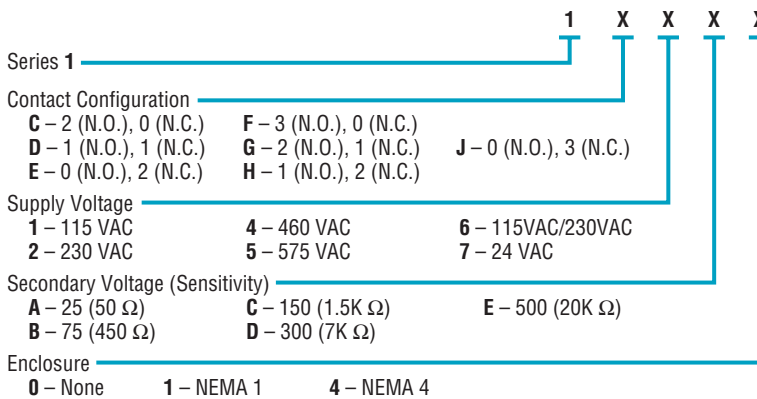 1 X X X X
Series 1
Contact Configuration
C – 2 (N.O.), 0 (N.C.) F – 3 (N.O.), 0 (N.C.)
D – 1 (N.O.), 1 (N.C.) G – 2 (N.O.), 1 (N.C.) J – 0 (N.O.), 3 (N.C.)
E – 0 (N.O.), 2 (N.C.) H – 1 (N.O.), 2 (N.C.)
Supply Voltage
1 – 115 VAC 4 – 460 VAC 6 – 115VAC/230VAC
2 – 230 VAC 5 – 575 VAC 7 – 24 VAC
Secondary Voltage (Sensitivity)
A – 25 (50 Ω) C – 150 (1.5K Ω) E – 500 (20K Ω)
B – 75 (450 Ω) D – 300 (7K Ω)
Enclosure
0 – None 1 – NEMA 1 4 – NEMA 4